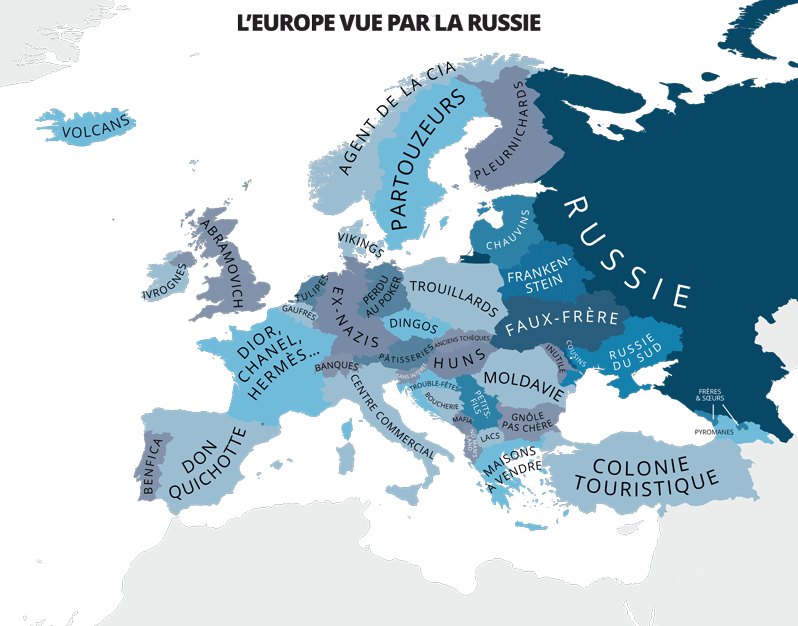 L'EUROPE VUE PAR LA RUSSIE
VOLCANS
AGENT DE LA CIA
PARTOUZEURS
PLEURNICHARDS
RUSSIE
CHAUVINS
VIKINGS
ABRAMOVICH
IVROGNES
TULIPES
GAUFRES
EX-NAZIS
PERDU
AU POKER
TROUILLARDS
FRANKEN-
STEIN
FAUX-FRÈRE
DINGOS
DIOR,
CHANEL,
HERMÈS...
PÂTISSERIES
ANCIENS TCHÈQUES
HUNS
BANQUES
INUTILE
COUSINS
RUSSIE
DU SUD
MOLDAVIE
TROUBLE-FÊTES
BOUCHERIE
PETITS
FILS
MAFIA
GNÔLE
PAS CHÈRE
LACS
CENTRE COMMERCIAL
MAISONS
À VENDRE
BENFICA
DON
QUICHOTTE
COLONIE
TOURISTIQUE
FRÈRES
& SŒURS
PYROMANES